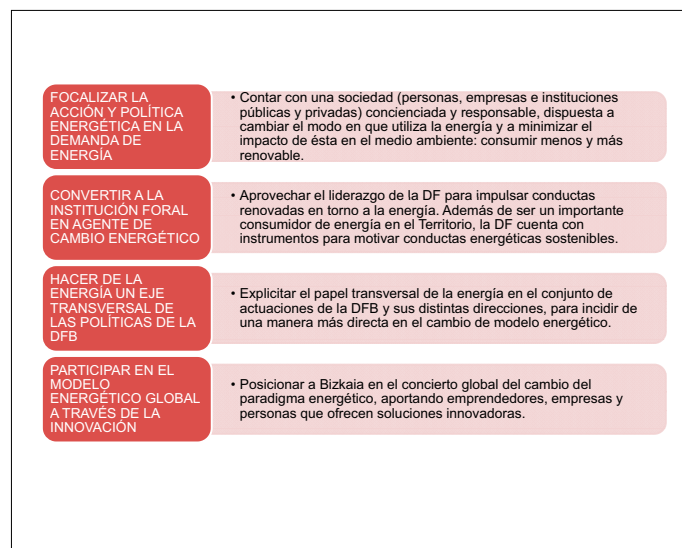 FOCALIZAR LA
ACCIÓN Y POLÍTICA
ENERGÉTICA EN LA
DEMANDA DE
ENERGÍA
• Contar con una sociedad (personas, empresas e instituciones
públicas y privadas) concienciada y responsable, dispuesta a
cambiar el modo en que utiliza la energía y a minimizar el
impacto de ésta en el medio ambiente: consumir menos y más
renovable.
CONVERTIR A LA
INSTITUCIÓN FORAL
EN AGENTE DE
CAMBIO ENERGÉTICO
• Aprovechar el liderazgo de la DF para impulsar conductas
renovadas en torno a la energía. Además de ser un importante
consumidor de energía en el Territorio, la DF cuenta con
instrumentos para motivar conductas energéticas sostenibles.
HACER DE LA
ENERGÍA UN EJE
TRANSVERSAL DE
LAS POLÍTICAS DE LA
DFB
• Explicitar el papel transversal de la energía en el conjunto de
actuaciones de la DFB y sus distintas direcciones, para incidir de
una manera más directa en el cambio de modelo energético.
PARTICIPAR EN EL
MODELO
ENERGÉTICO GLOBAL
A TRAVÉS DE LA
INNOVACIÓN
• Posicionar a Bizkaia en el concierto global del cambio del
paradigma energético, aportando emprendedores, empresas y
personas que ofrecen soluciones innovadoras.